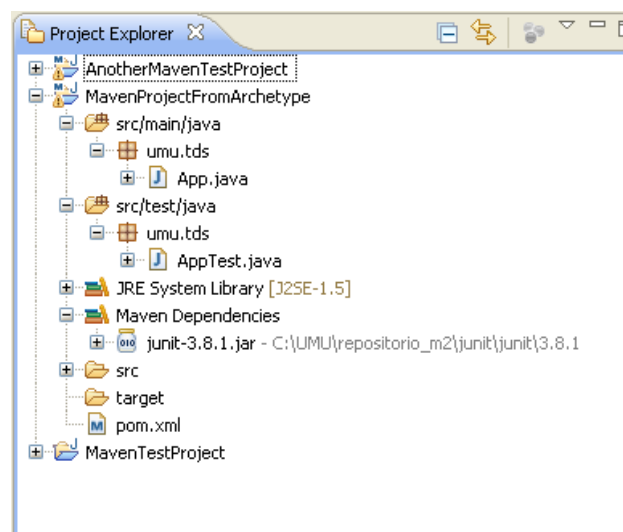 Project Explorer
AnotherMavenTestProject
MavenProjectFromArchetype
src/main/java
umu.tds
App.java
src/test/java
umu.tds
AppTest.java
JRE System Library [J2SE-1.5]
Maven Dependencies
junit-3.8.1.jar - C:\UMU\repositorio_m2\junit\junit\3.8.1
src
target
pom.xml
MavenTestProject